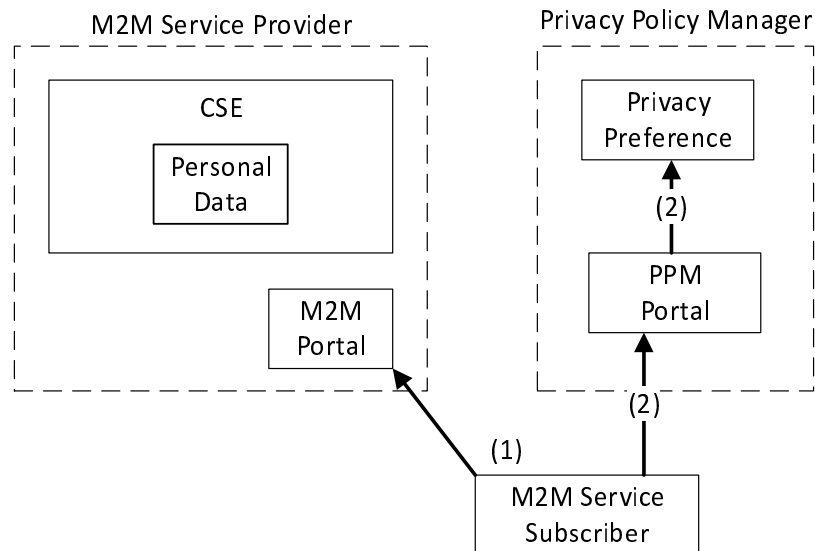 M2M Service Provider
Privacy Policy Manager
CSE
Personal
Data
M2M
Portal
Privacy
Preference
(2)
PPM
Portal
(2)
(1)
M2M Service
Subscriber